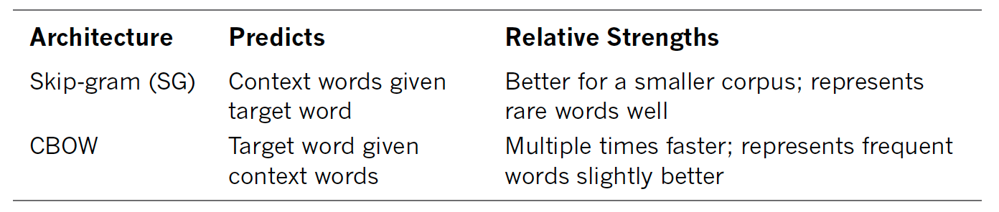 Architecture Predicts Relative Strengths
Skip-gram (SG) Context words given Better for a smaller corpus; represents
target word rare words well
CBOW Target word given Multiple times faster; represents frequent
context words words slightly better